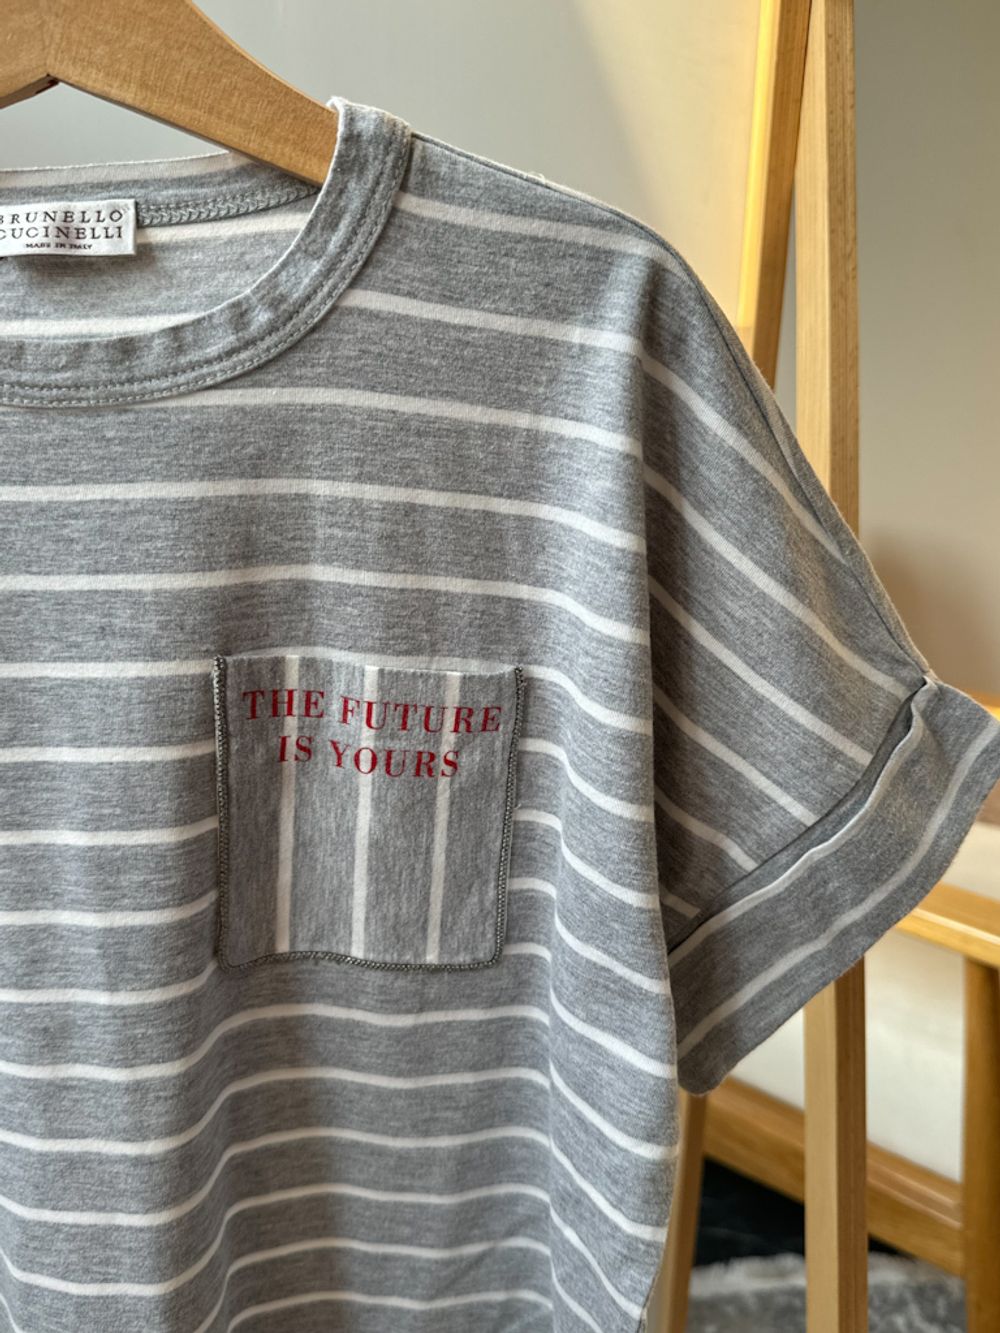 BRUNELLO
CUCINELLI
MADE IN ITALY
THE FUTURE
IS YOURS